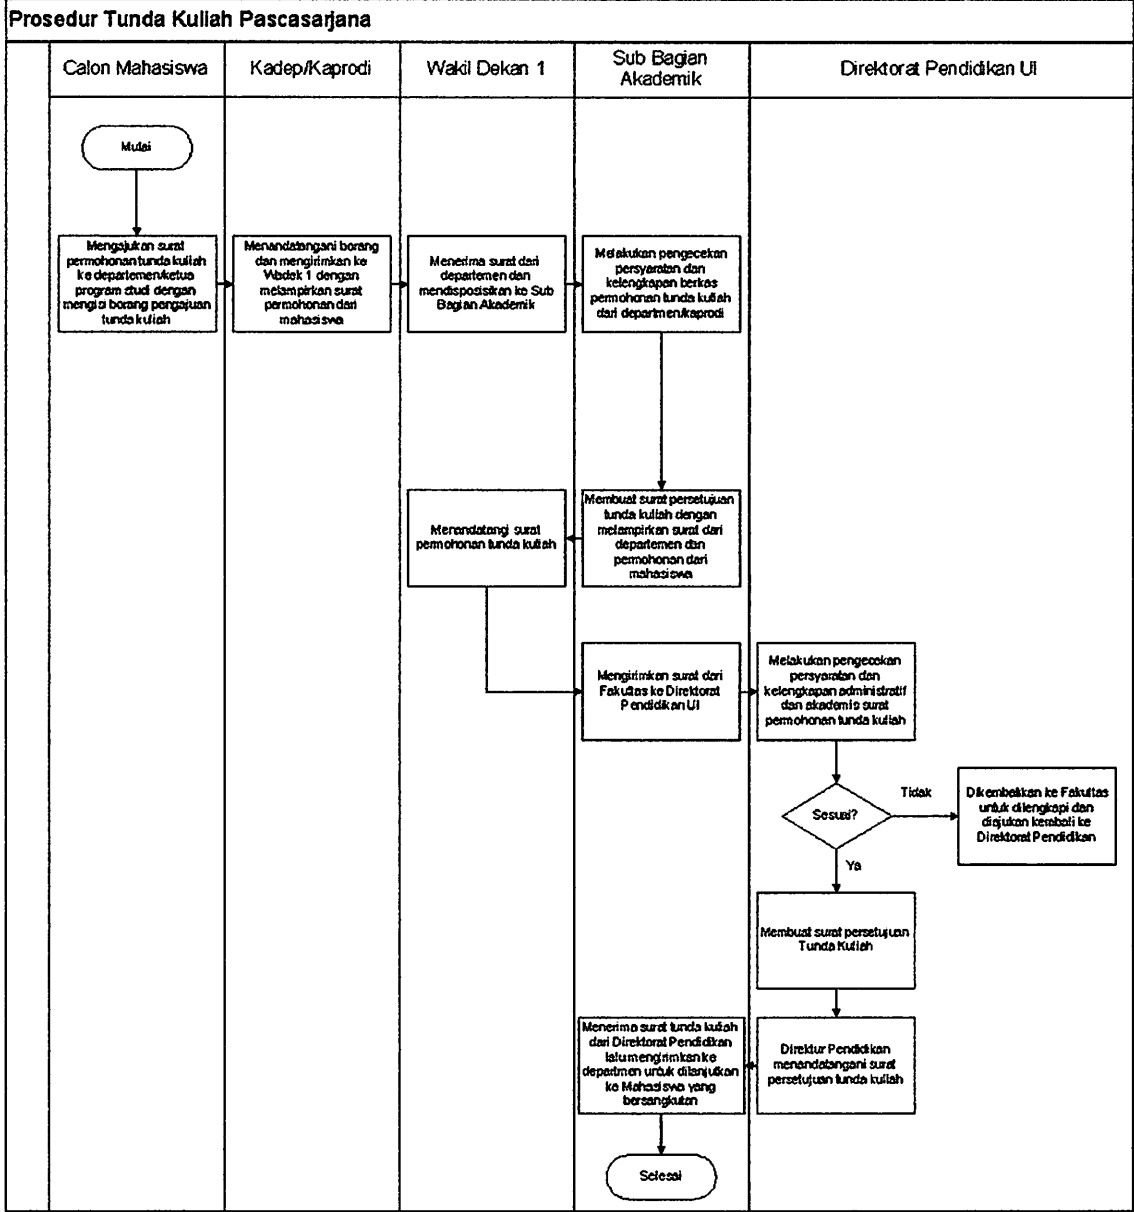 Prosedur Tunda Kuliah Pascasarjana
Calon Mahasiswa
Kadep/Kaprodi
Wakil Dekan 1
Sub Bagian
Akademik
Direktorat Pendidikan UI
Mulai
Mengajukan surat
permohonan tunda kuliah
ke departemen/ketua
program studi dengan
mengisi borang pengajuan
tunda kuliah
Menandatangani borang
dan mengirimkan ke
Wadek 1 dengan
melampirkan surat
permohonan dari
mahasiswa
Menerima surat dari
departemen dan
mendisposisikan ke Sub
Bagian Akademik
Melakukan pengecekan
persyaratan dan
kelengkapan berkas
permohonan tunda kuliah
dari departmen/kaprodi
Menandatangi surat
permohonan tunda kuliah
Membuat surat persetujuan
tunda kuliah dengan
melampirkan surat dari
departemen dan
permohonan dari
mahasiswa
Mengirimkan surat dari
Fakultas ke Direktorat
Pendidikan UI
Melakukan pengecekan
persyaratan dan
kelengkapan administratif
dan akademis surat
permohonan tunda kuliah
Sesuai?
Tidak
Dikembalikan ke Fakultas
untuk dilengkapi dan
diajukan kembali ke
Direktorat Pendidikan
Ya
Membuat surat persetujuan
Tunda Kuliah
Menerima surat tunda kuliah
dari Direktorat Pendidikan
lalu mengirimkan ke
departmen untuk dilanjutkan
ke Mahasiswa yang
bersangkutan
Direktur Pendidikan
menandatangani surat
persetujuan tunda kuliah
Selesai